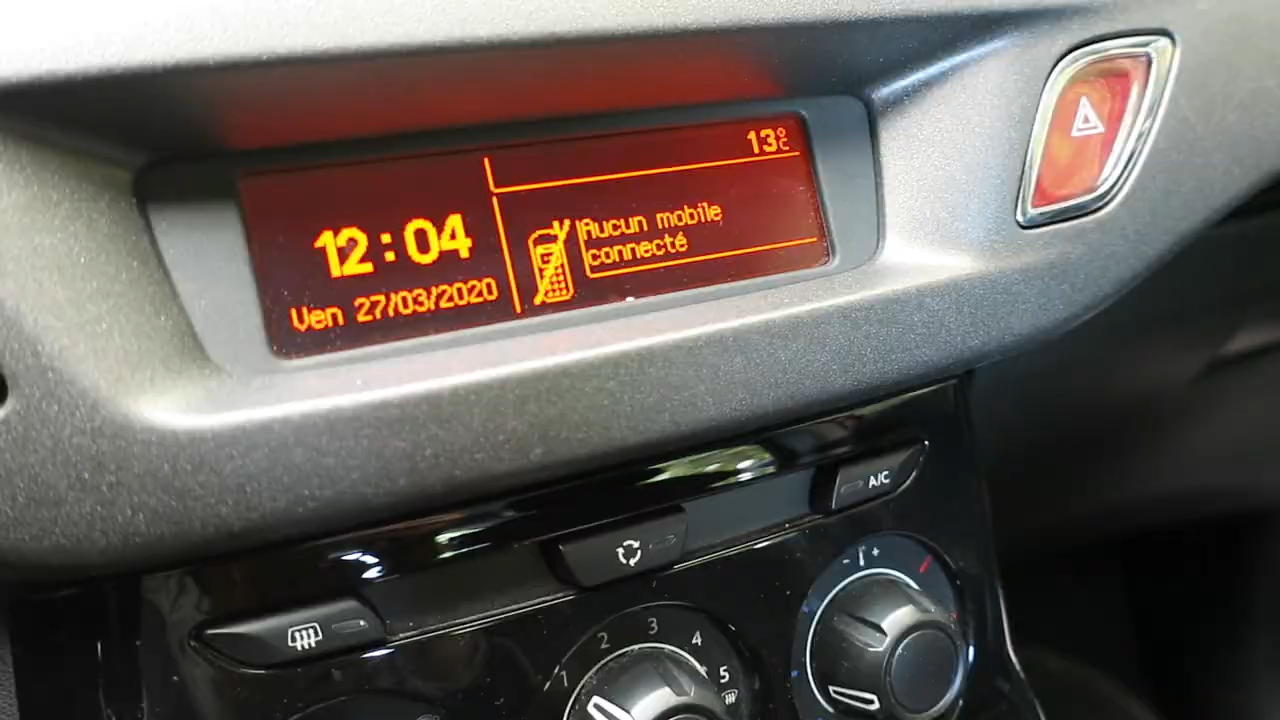 13°C
12:04
Ven 27/03/2020
Aucun mobile
connecté
A/C
- +
1 2 3 4 5